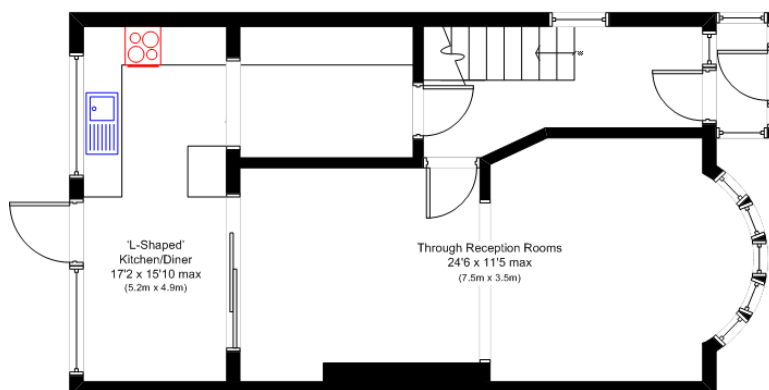 'L-Shaped'
Kitchen/Diner
17'2 x 15'10 max
(5.2m x 4.9m)
Through Reception Rooms
24'6 x 11'5 max
(7.5m x 3.5m)